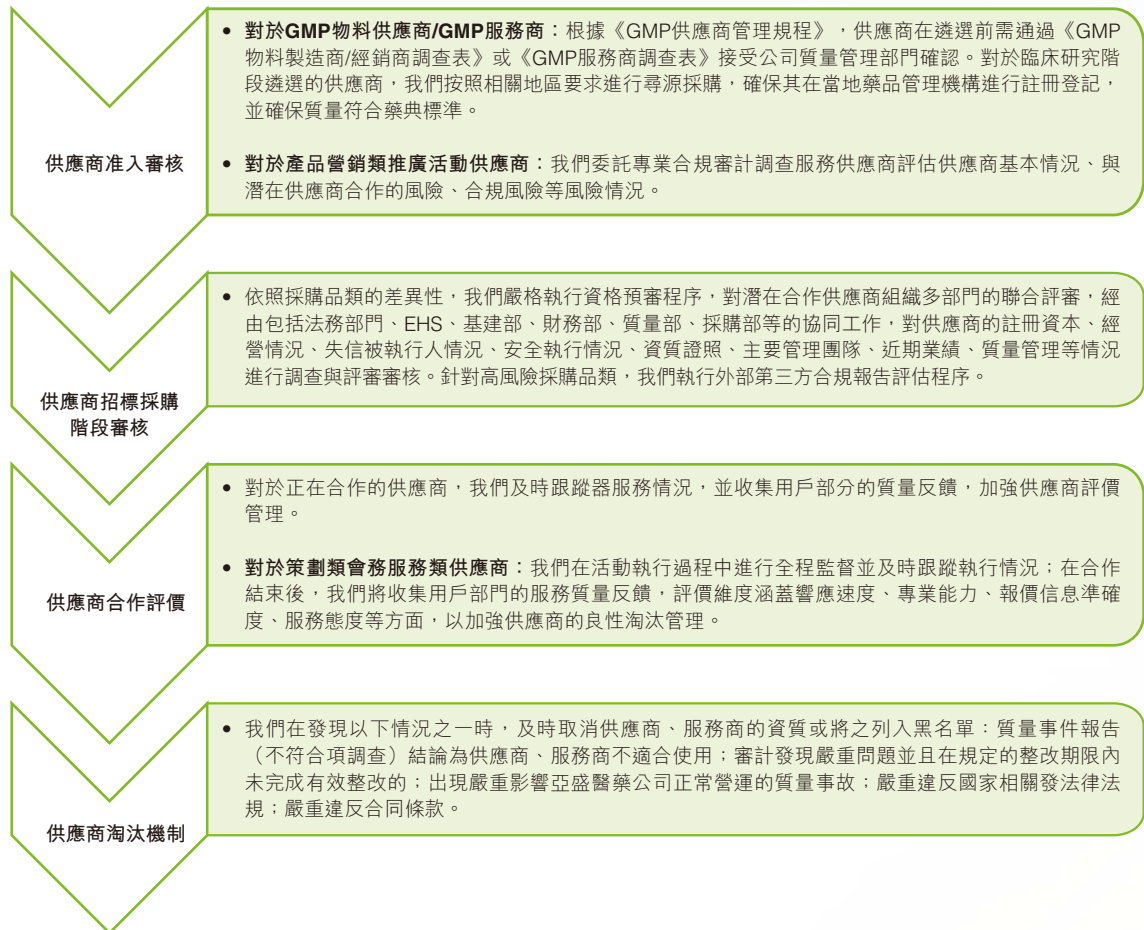 • 對於GMP物料供應商/GMP服務商：根據《GMP供應商管理規程》，供應商在遴選前需通過《GMP
物料製造商/經銷商調查表》或《GMP服務商調查表》接受公司質量管理部門確認。對於臨床研究階
段遴選的供應商，我們按照相關地區要求進行尋源採購，確保其在當地藥品管理機構進行註冊登記，
並確保質量符合藥典標準。
供應商准入審核
• 對於產品營銷類推廣活動供應商：我們委託專業合規審計調查服務供應商評估供應商基本情況、與
潛在供應商合作的風險、合規風險等風險情況。
• 依照採購品類的差異性，我們嚴格執行資格預審程序，對潛在合作供應商組織多部門的聯合評審，經
由包括法務部門、EHS、基建部、財務部、質量部、採購部等的協同工作，對供應商的註冊資本、經
營情況、失信被執行人情況、安全執行情況、資質證照、主要管理團隊、近期業績、質量管理等情況
進行調查與評審審核。針對高風險採購品類，我們執行外部第三方合規報告評估程序。
供應商招標採購
階段審核
• 對於正在合作的供應商，我們及時跟蹤器服務情況，並收集用戶部分的質量反饋，加強供應商評價
管理。
• 對於策劃類會務服務類供應商：我們在活動執行過程中進行全程監督並及時跟蹤執行情況；在合作
結束後，我們將收集用戶部門的服務質量反饋，評價維度涵蓋響應速度、專業能力、報價信息準確
度、服務態度等方面，以加強供應商的良性淘汰管理。
供應商合作評價
• 我們在發現以下情況之一時，及時取消供應商、服務商的資質或將之列入黑名單：質量事件報告
（不符合項調查）結論為供應商、服務商不適合使用；審計發現嚴重問題並且在規定的整改期限內
未完成有效整改的；出現嚴重影響亞盛醫藥公司正常營運的質量事故；嚴重違反國家相關發法律法
規；嚴重違反合同條款。
供應商淘汰機制